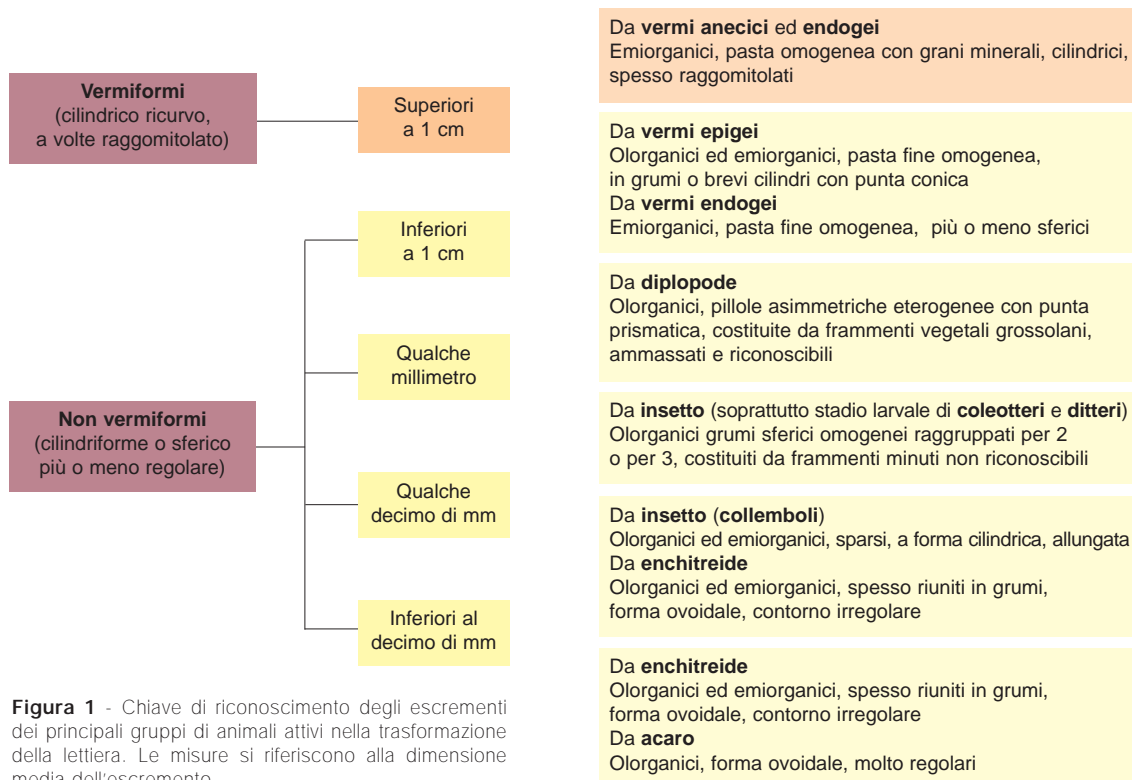 Vermiformi
(cilindrico ricurvo,
a volte raggomitolato)
Superiori
a 1 cm
Inferiori
a 1 cm
Qualche
millimetro
Non vermiformi
(cilindriforme o sferico
più o meno regolare)
Qualche
decimo di mm
Inferiori al
decimo di mm
Figura 1 - Chiave di riconoscimento degli escrementi
dei principali gruppi di animali attivi nella trasformazione
della lettiera. Le misure si riferiscono alla dimensione
media dell'escremento
Da vermi anecici ed endogei
Emiorganici, pasta omogenea con grani minerali, cilindrici,
spesso raggomitolati
Da vermi epigei
Olorganici ed emiorganici, pasta fine omogenea,
in grumi o brevi cilindri con punta conica
Da vermi endogei
Emiorganici, pasta fine omogenea, più o meno sferici
Da diplopode
Olorganici, pillole asimmetriche eterogenee con punta
prismatica, costituite da frammenti vegetali grossolani,
ammassati e riconoscibili
Da insetto (soprattutto stadio larvale di coleotteri e ditteri)
Olorganici grumi sferici omogenei raggruppati per 2
o per 3, costituiti da frammenti minuti non riconoscibili
Da insetto (collemboli)
Olorganici ed emiorganici, sparsi, a forma cilindrica, allungata
Da enchitreide
Olorganici ed emiorganici, spesso riuniti in grumi,
forma ovoidale, contorno irregolare
Da enchitreide
Olorganici ed emiorganici, spesso riuniti in grumi,
forma ovoidale, contorno irregolare
Da acaro
Olorganici, forma ovoidale, molto regolari